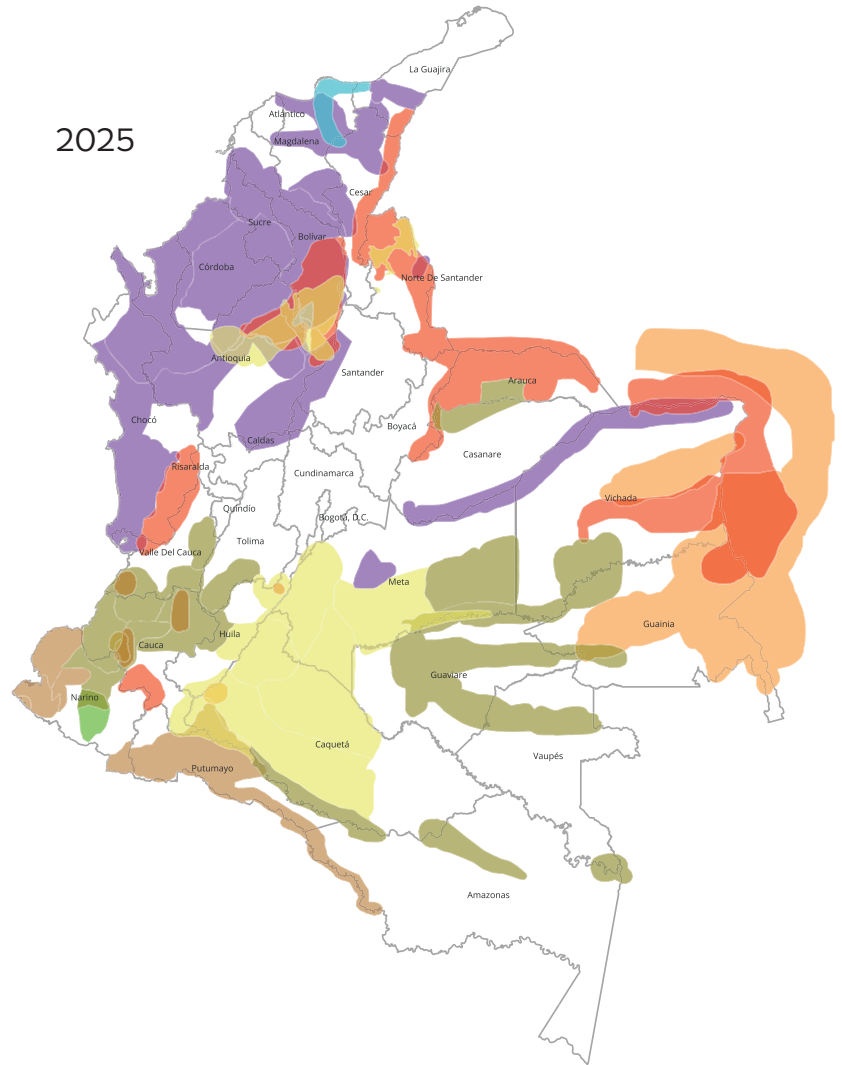 La Guajira
Atlántico
2025
Magdalena
Cesar
Sucre
Bolívar
Córdoba
Norte De Santander
Antioquia
Santander
Arauca
Chocó
Boyacá
Caldas
Casanare
Risaralda
Cundinamarca
Vichada
Quindío
Bogotá, D.C.
Tolima
Valle Del Cauca
Meta
Guainia
Huila
Cauca
Guaviare
Narino
Caquetá
Vaupés
Putumayo
Amazonas